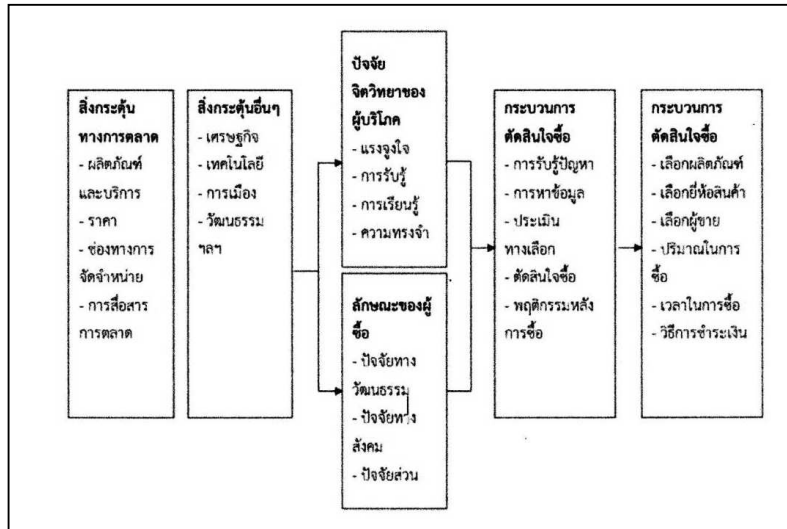 สิ่งกระตุ้น
ทางการตลาด
- ผลิตภัณฑ์
และบริการ
- ราคา
- ช่องทางการ
จัดจำหน่าย
- การสื่อสาร
การตลาด
สิ่งกระตุ้นอื่นๆ
- เศรษฐกิจ
- เทคโนโลยี
- การเมือง
- วัฒนธรรม
ฯลฯ
ปัจจัย
จิตวิทยาของ
ผู้บริโภค
- แรงจูงใจ
- การรับรู้
- การเรียนรู้
- ความทรงจำ
ลักษณะของผู้
ซื้อ
- ปัจจัยทาง
วัฒนธรรม
- ปัจจัยทาง
สังคม
- ปัจจัยส่วน
กระบวนการ
ตัดสินใจซื้อ
- การรับรู้ปัญหา
- การหาข้อมูล
- ประเมิน
ทางเลือก
- ตัดสินใจซื้อ
- พฤติกรรมหลัง
การซื้อ
กระบวนการ
ตัดสินใจซื้อ
- เลือกผลิตภัณฑ์
- เลือกยี่ห้อสินค้า
- เลือกผู้ขาย
- ปริมาณในการ
ซื้อ
- เวลาในการซื้อ
- วิธีการชำระเงิน